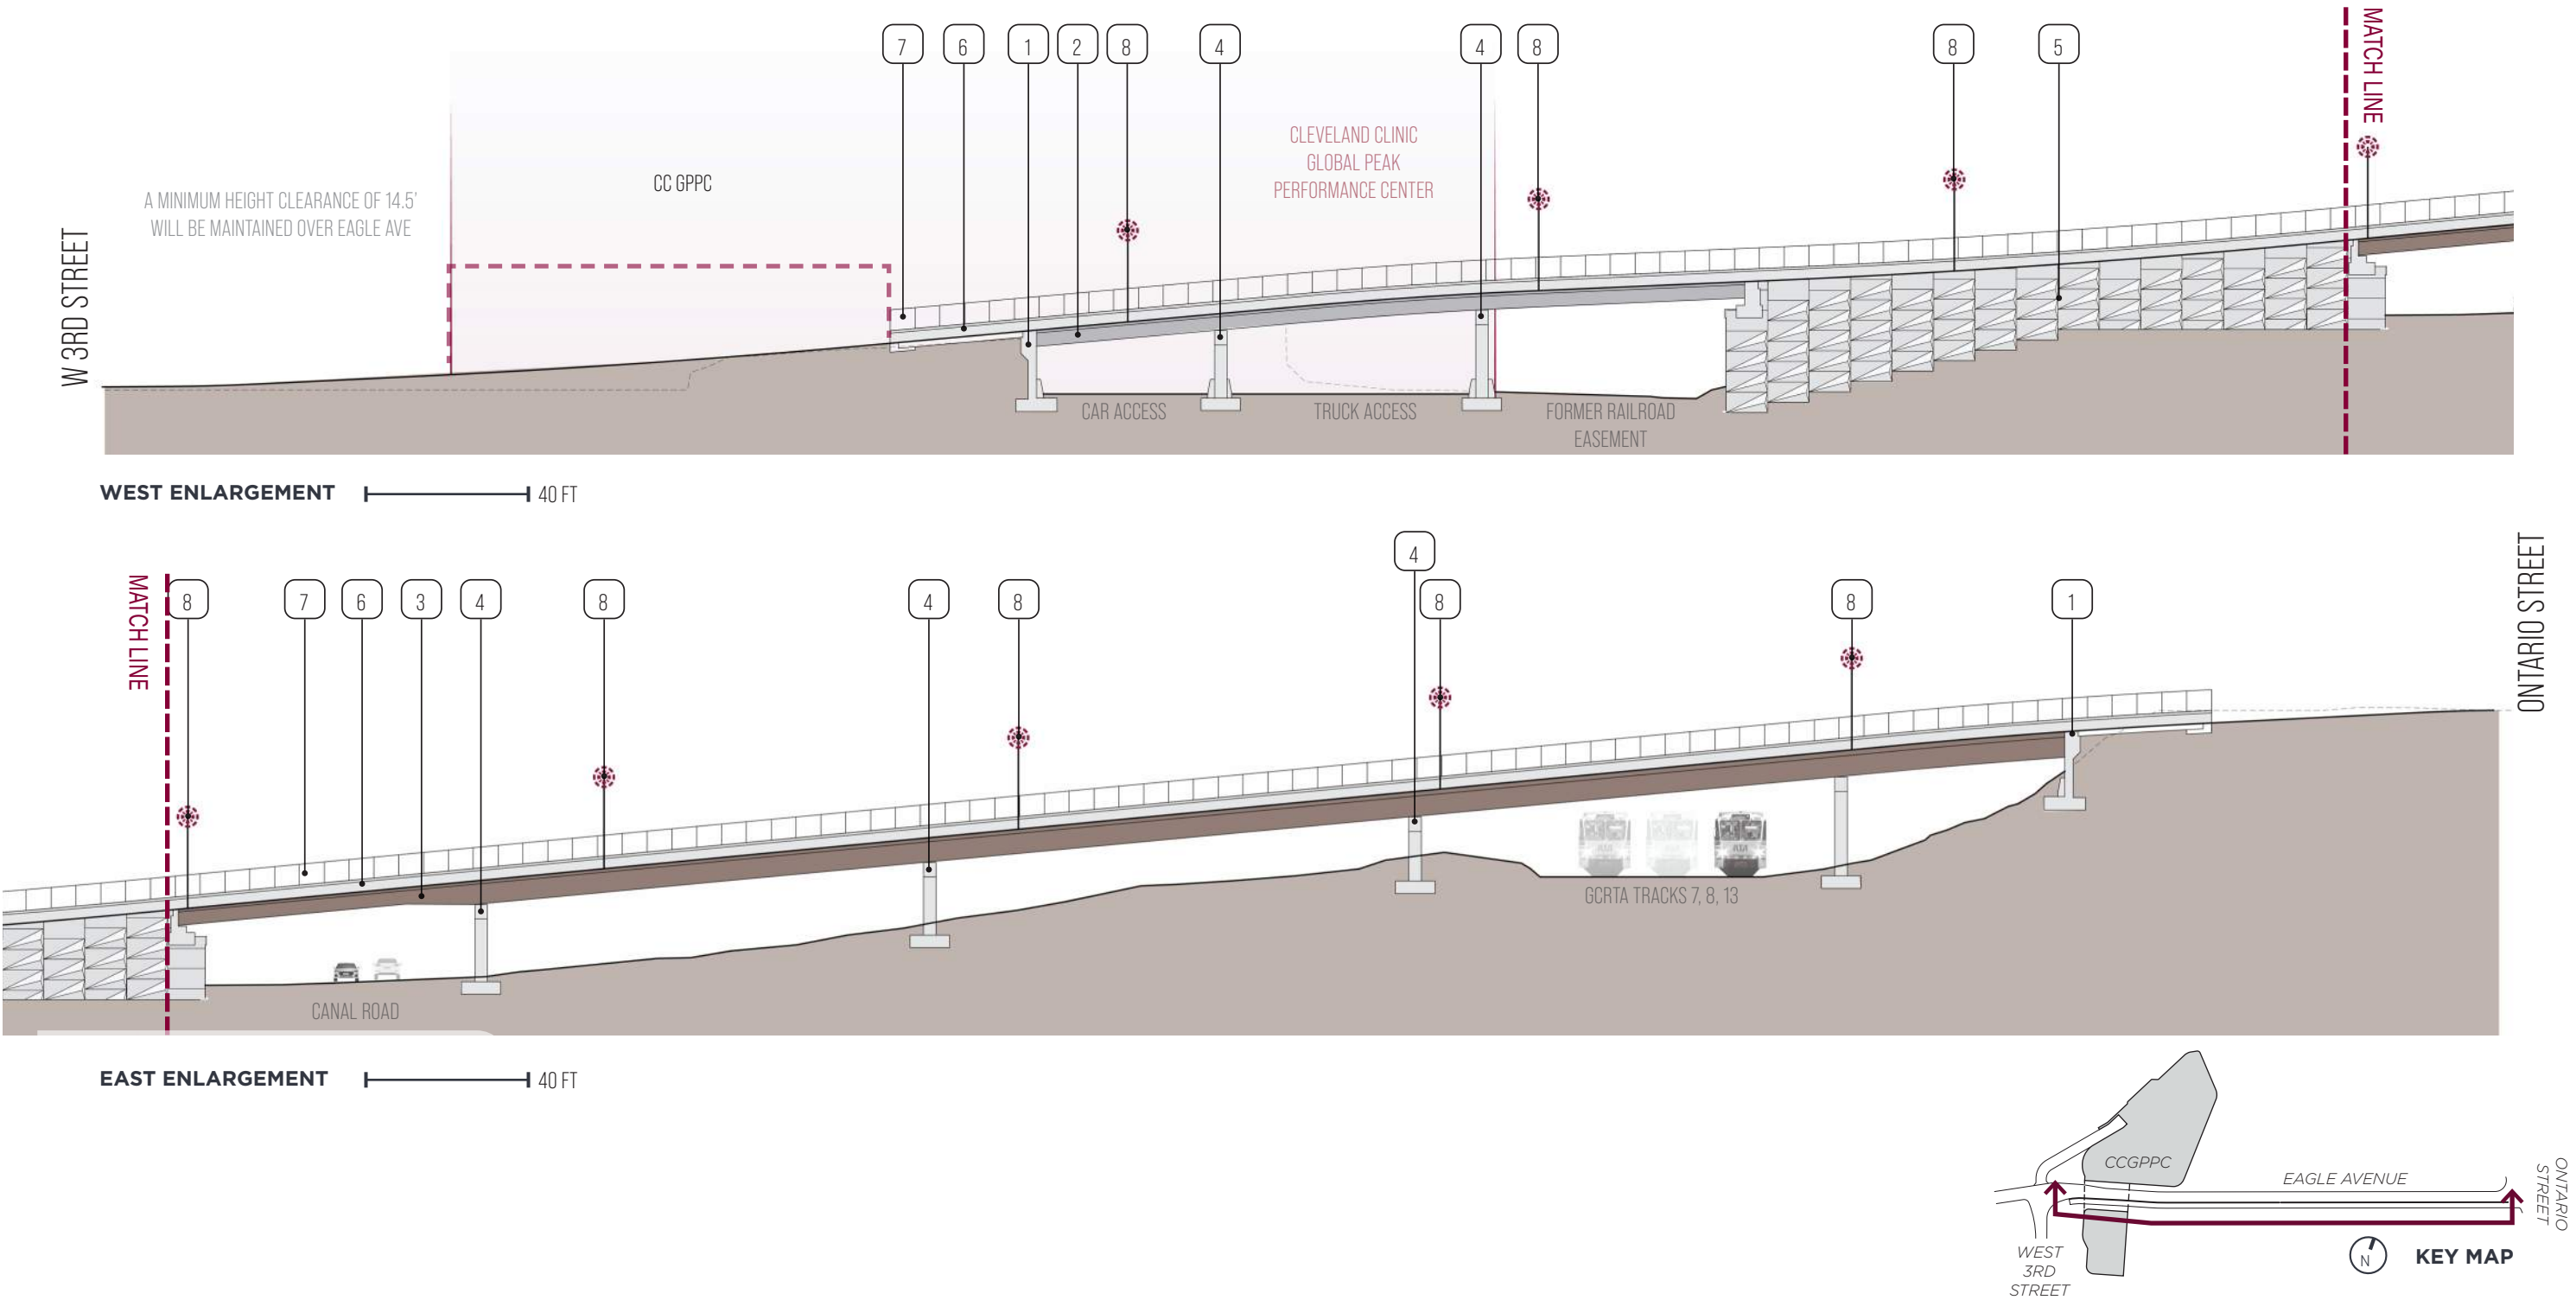 7
6
1
2
8
4
4
8
8
5
MATCH LINE
CLEVELAND CLINIC
GLOBAL PEAK
PERFORMANCE CENTER
CC GPPC
A MINIMUM HEIGHT CLEARANCE OF 14.5'
WILL BE MAINTAINED OVER EAGLE AVE
W 3RD STREET
CAR ACCESS
TRUCK ACCESS
FORMER RAILROAD
EASEMENT
WEST ENLARGEMENT
40 FT
MATCH LINE
8
7
6
3
4
8
4
8
4
8
8
1
ONTARIO STREET
GCRTA TRACKS 7, 8, 13
CANAL ROAD
EAST ENLARGEMENT
40 FT
CCGPPC
EAGLE AVENUE
ONTARIO
STREET
WEST
3RD
STREET
N
KEY MAP